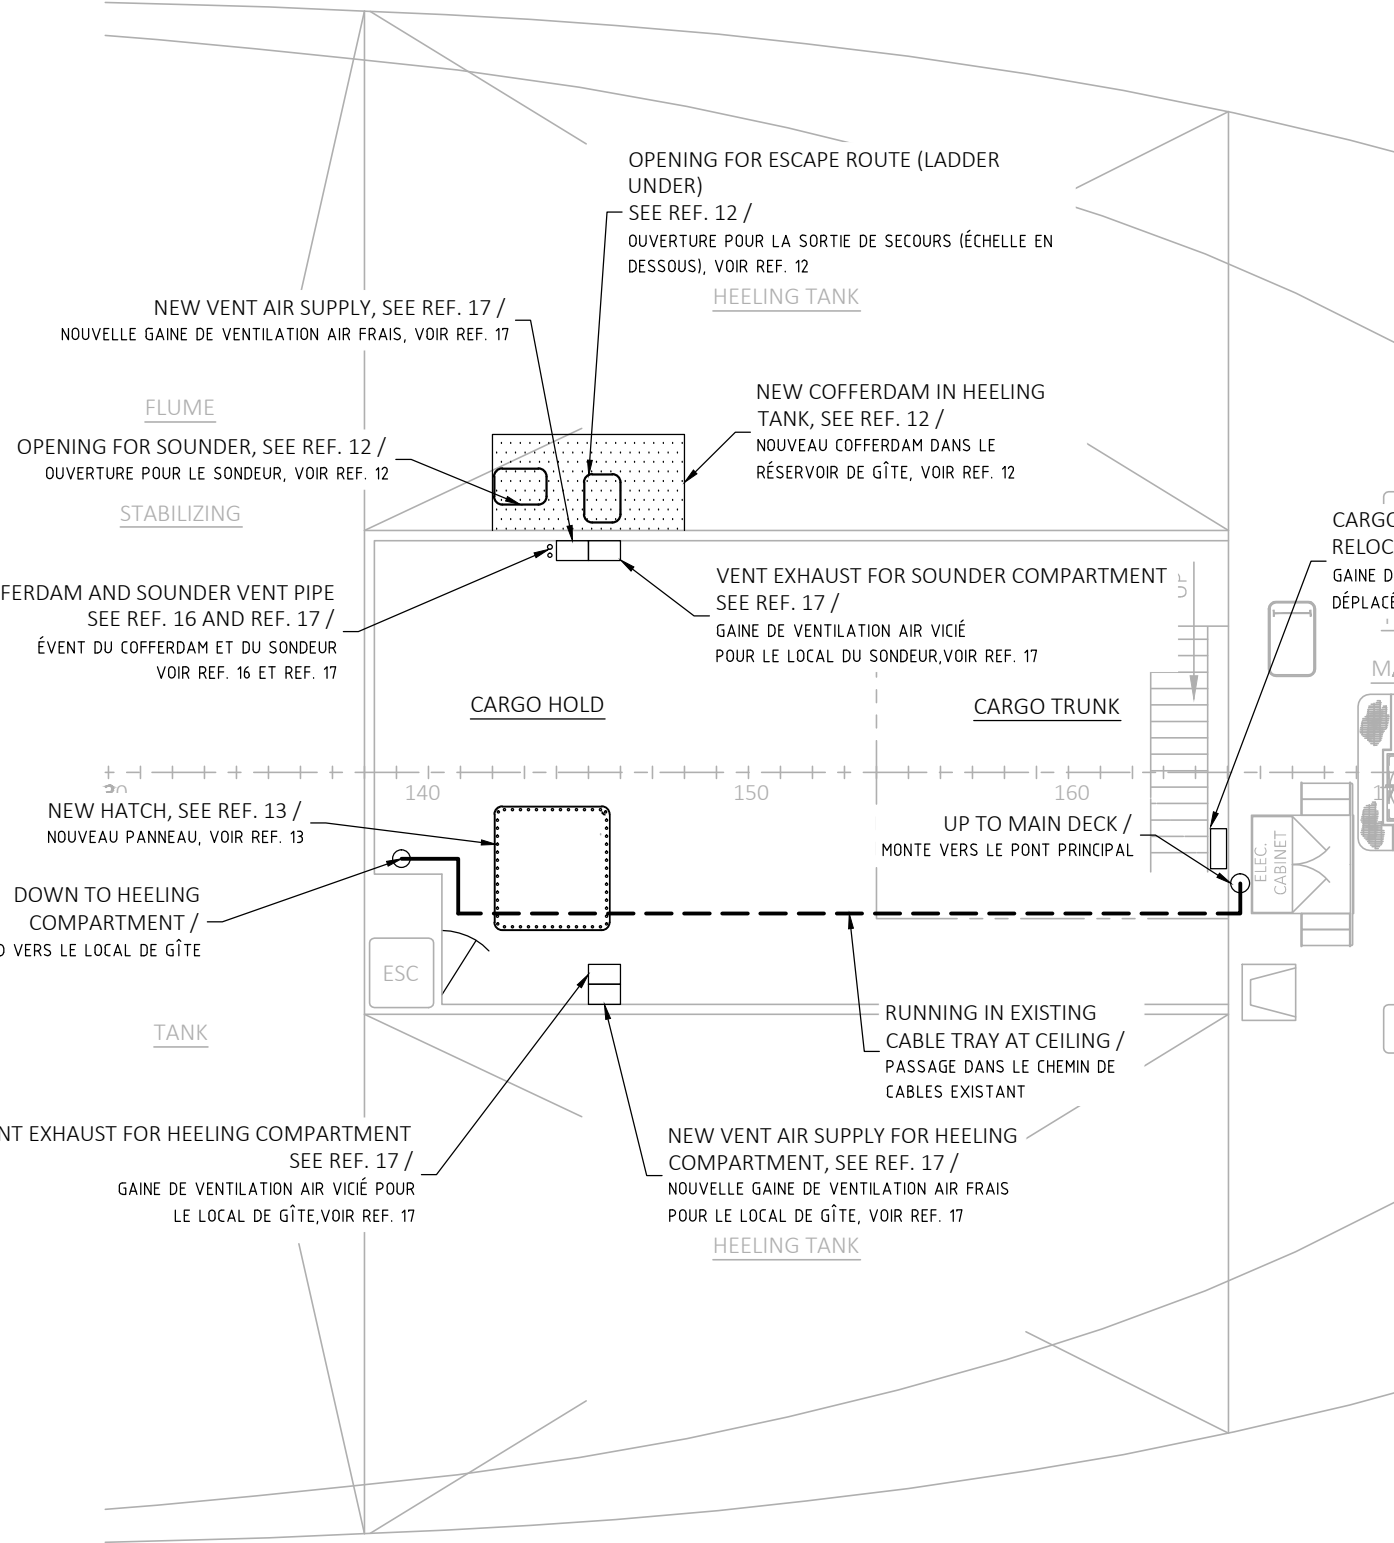 OPENING FOR ESCAPE ROUTE (LADDER
UNDER)
SEE REF. 12 /
OUVERTURE POUR LA SORTIE DE SECOURS (ÉCHELLE EN
DESSOUS), VOIR REF. 12
HEELING TANK
NEW VENT AIR SUPPLY, SEE REF. 17 /
NOUVELLE GAINE DE VENTILATION AIR FRAIS, VOIR REF. 17
NEW COFFERDAM IN HEELING
TANK, SEE REF. 12 /
NOUVEAU COFFERDAM DANS LE
RÉSERVOIR DE GÎTE, VOIR REF. 12
FLUME
OPENING FOR SOUNDER, SEE REF. 12 /
OUVERTURE POUR LE SONDEUR, VOIR REF. 12
STABILIZING
CARGO
RELOC
GAINE D
DÉPLACÉ
FERDAM AND SOUNDER VENT PIPE
SEE REF. 16 AND REF. 17 /
ÉVENT DU COFFERDAM ET DU SONDEUR
VOIR REF. 16 ET REF. 17
VENT EXHAUST FOR SOUNDER COMPARTMENT
SEE REF. 17 /
GAINE DE VENTILATION AIR VICIÉ
POUR LE LOCAL DU SONDEUR,VOIR REF. 17
UP
MA
CARGO HOLD
CARGO TRUNK
140
150
160
NEW HATCH, SEE REF. 13 /
NOUVEAU PANNEAU, VOIR REF. 13
UP TO MAIN DECK /
MONTE VERS LE PONT PRINCIPAL
ELEC.
CABINET
DOWN TO HEELING
COMPARTMENT /
VERS LE LOCAL DE GÎTE
ESC
TANK
RUNNING IN EXISTING
CABLE TRAY AT CEILING /
PASSAGE DANS LE CHEMIN DE
CABLES EXISTANT
NT EXHAUST FOR HEELING COMPARTMENT
SEE REF. 17 /
GAINE DE VENTILATION AIR VICIÉ POUR
LE LOCAL DE GÎTE,VOIR REF. 17
NEW VENT AIR SUPPLY FOR HEELING
COMPARTMENT, SEE REF. 17 /
NOUVELLE GAINE DE VENTILATION AIR FRAIS
POUR LE LOCAL DE GÎTE, VOIR REF. 17
HEELING TANK